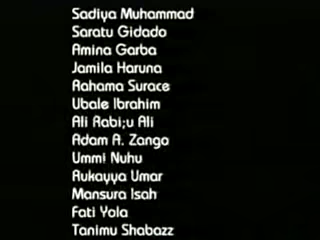 Sadiya Muhammad
Saratu Gidado
Amina Garba
Jamila Haruna
Rahama Surace
Ubale Ibrahim
Ali Rabi;u Ali
Adam A. Zango
Ummi Nuhu
Rukayya Umar
Mansura Isah
Fati Yola
Tanimu Shabazz